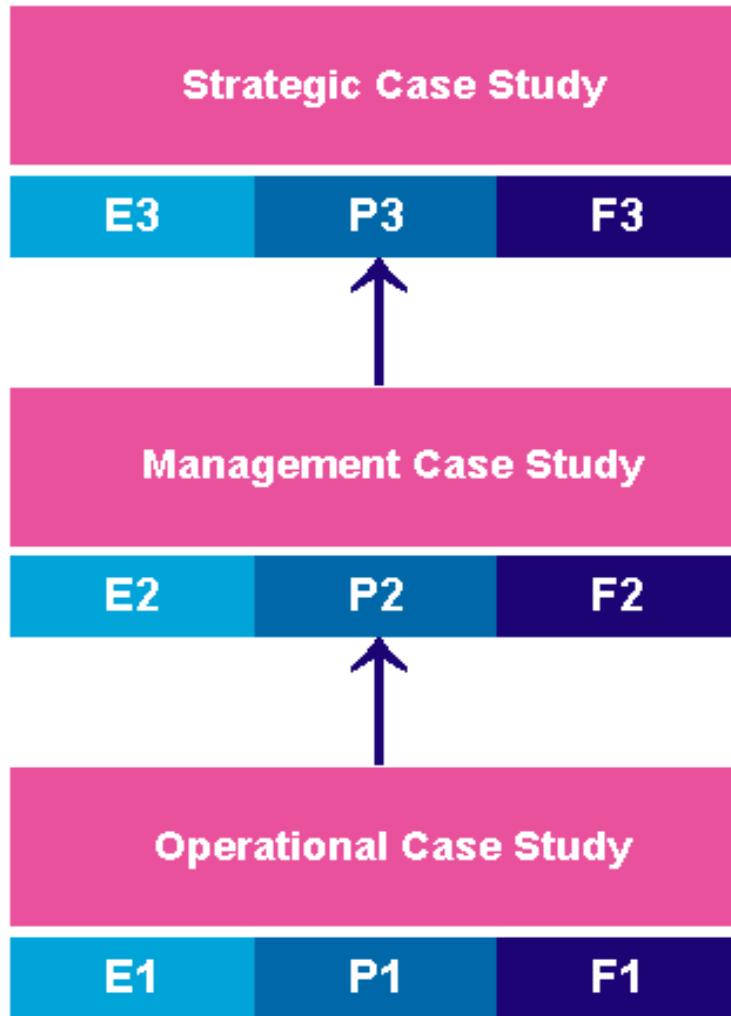 Strategic Case Study
E3 P3 F3
Management Case Study
E2 P2 F2
Operational Case Study
E1 P1 F1